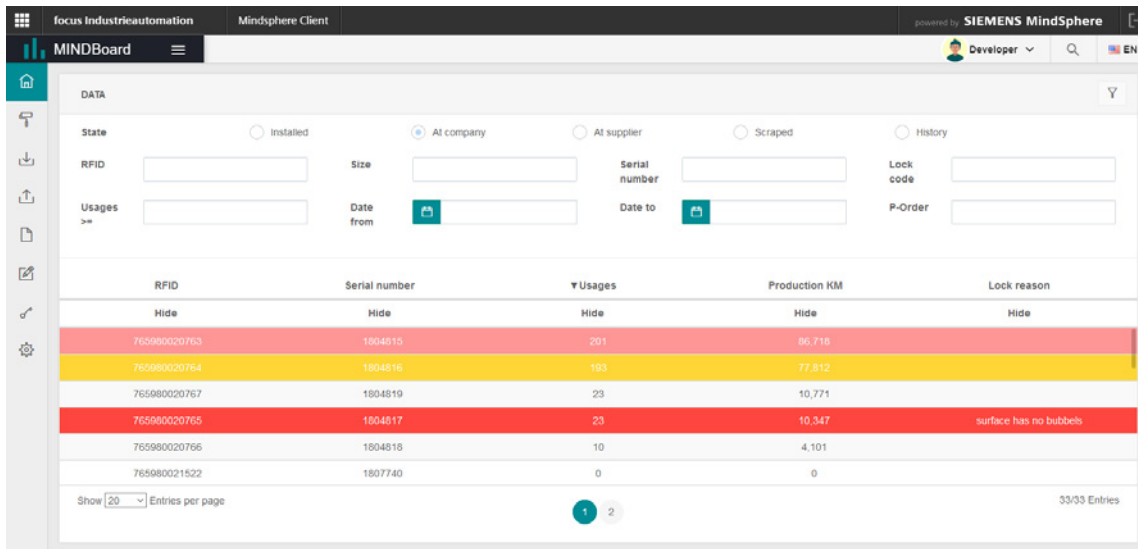 focus Industrieautomation Mindsphere Client powered by SIEMENS MindSphere
MINDBoard Developer EN
DATA
State Installed At company At supplier Scraped History
RFID Size Serial number Lock code
Usages >= Date from Date to P-Order
RFID Serial number ▼Usages Production KM Lock reason
Hide Hide Hide Hide Hide
765980020763 1804815 201 86,718
765980020764 1804816 193 77,812
765980020767 1804819 23 10,771
765980020765 1804817 23 10,347 surface has no bubbels
765980020766 1804818 10 4,101
765980021522 1807740 0 0
Show 20 Entries per page 1 2 33/33 Entries